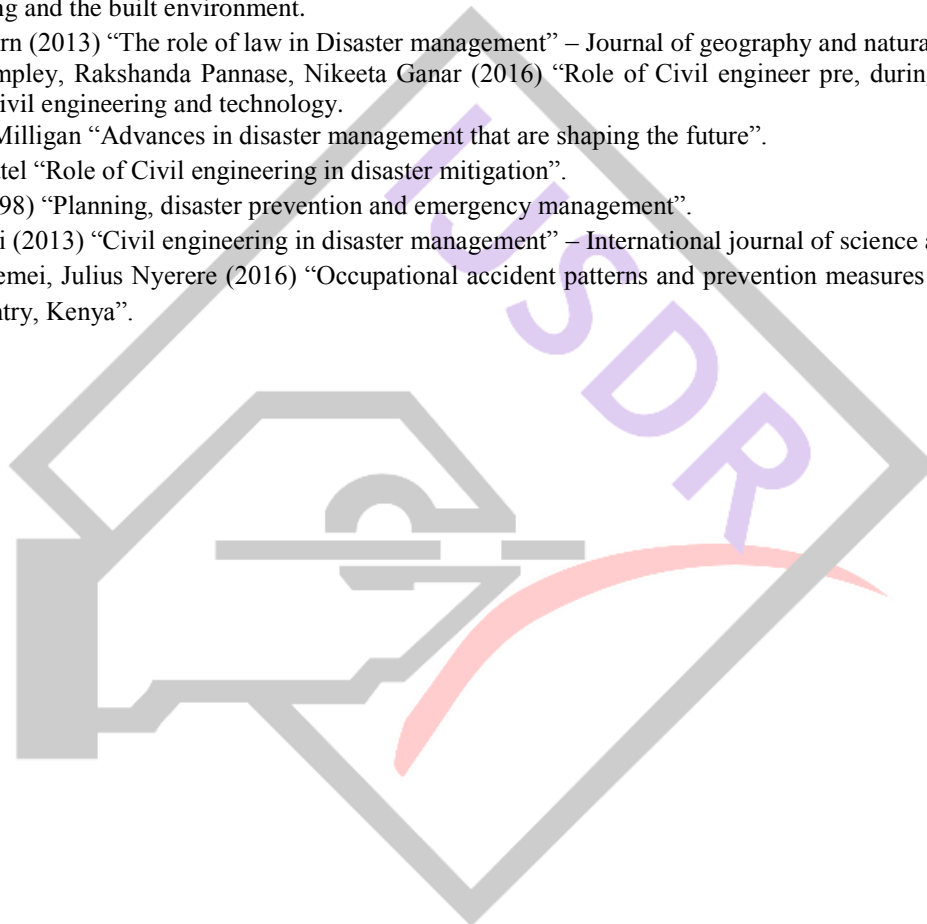 ng and the built environment.
rn (2013) “The role of law in Disaster management” – Journal of geography and natura
mpley, Rakshanda Pannase, Nikeeta Ganar (2016) “Role of Civil engineer pre, during
ivil engineering and technology.
Milligan “Advances in disaster management that are shaping the future”.
tel “Role of Civil engineering in disaster mitigation”.
98) “Planning, disaster prevention and emergency management”.
i (2013) “Civil engineering in disaster management” – International journal of science a
emei, Julius Nyerere (2016) “Occupational accident patterns and prevention measures
ntry, Kenya”.
IJSDR